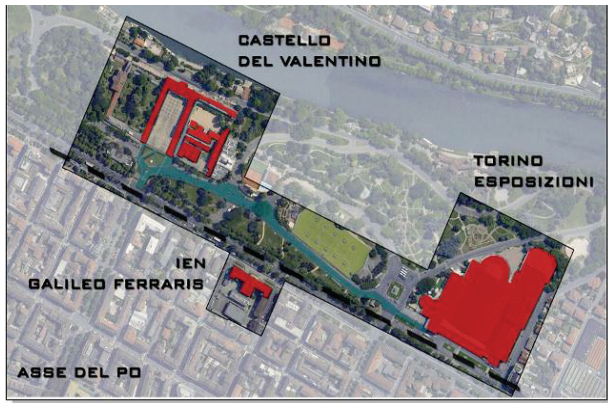 CASTELLO
DEL VALENTINO
TORINO
ESPOSIZIONI
IEN
GALILEO FERRARIS
ASSE DEL PO